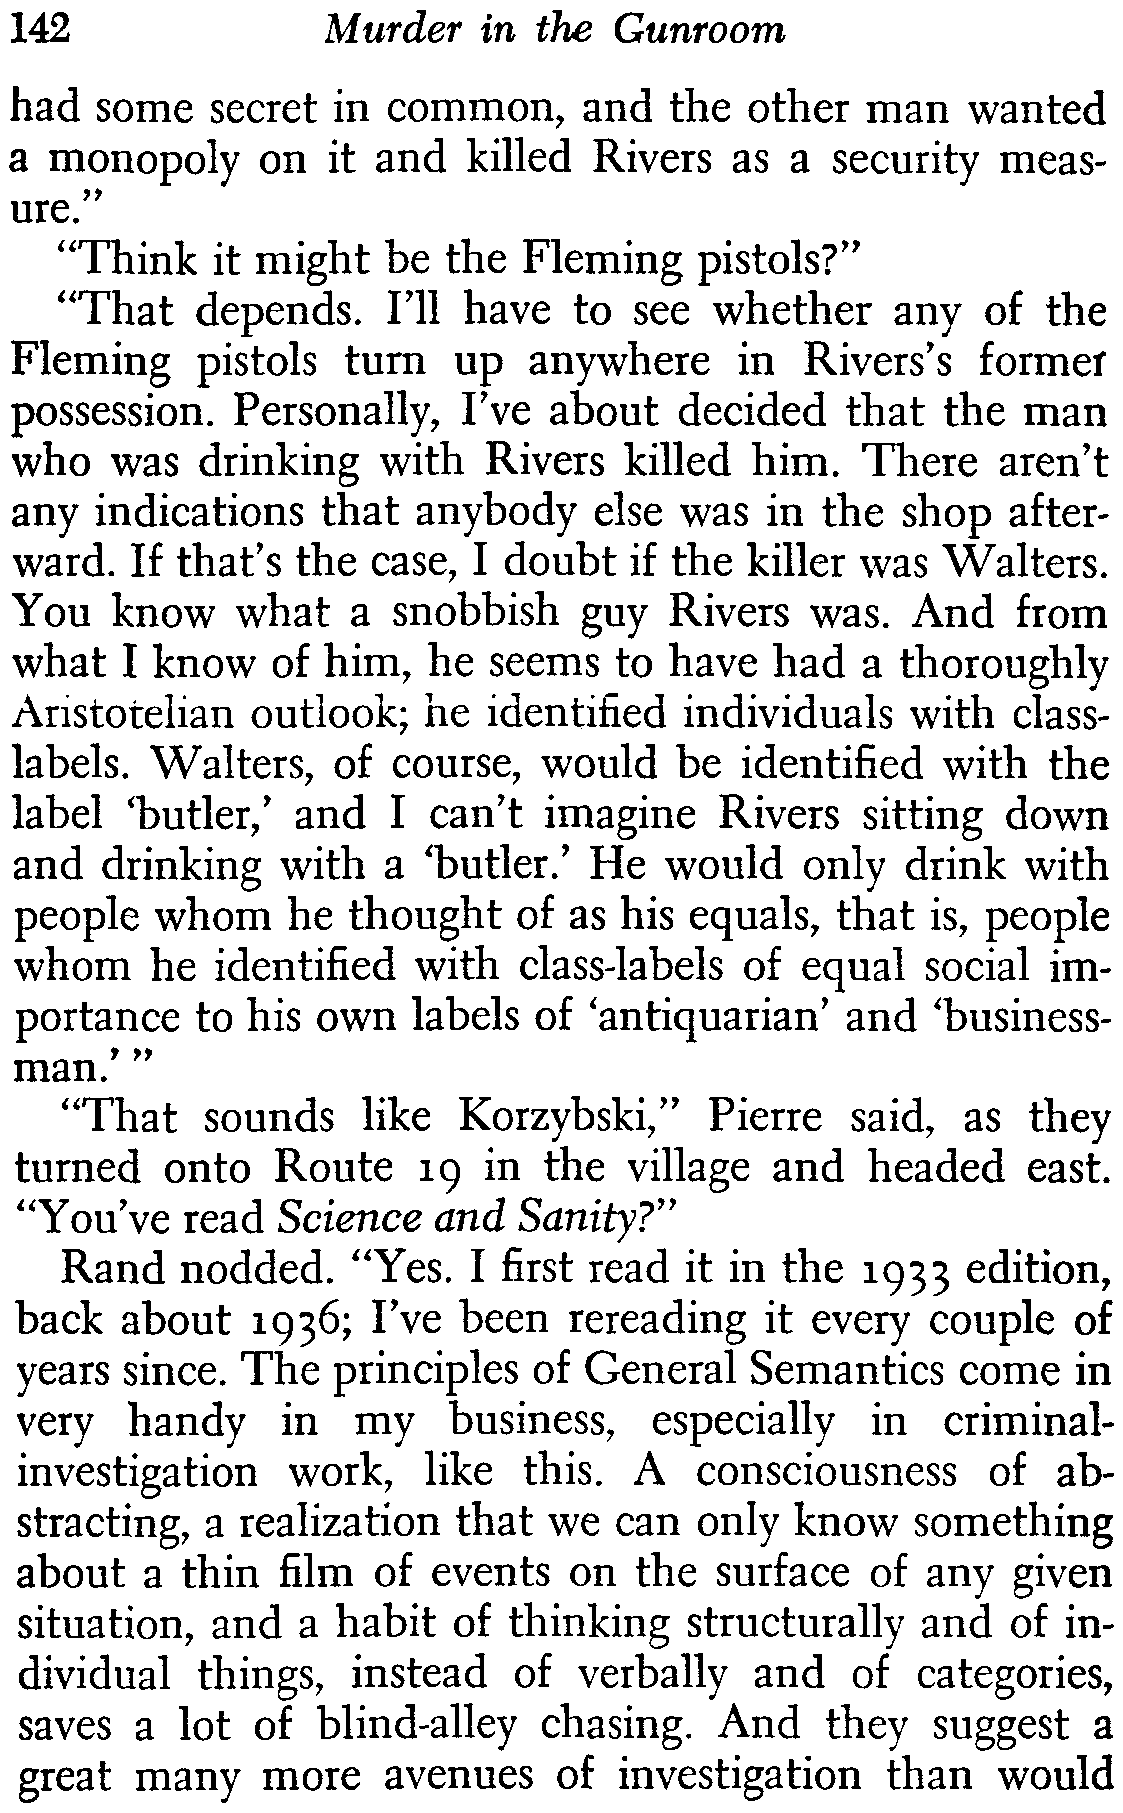 142 Murder in the Gunroom
had some secret in common, and the other man wanted
a monopoly on it and killed Rivers as a security meas-
ure.”
“Think it might be the Fleming pistols?”
“That depends. I’ll have to see whether any of the
Fleming pistols turn up anywhere in Rivers’s former
possession. Personally, I’ve about decided that the man
who was drinking with Rivers killed him. There aren’t
any indications that anybody else was in the shop after-
ward. If that’s the case, I doubt if the killer was Walters.
You know what a snobbish guy Rivers was. And from
what I know of him, he seems to have had a thoroughly
Aristotelian outlook; he identified individuals with class-
labels. Walters, of course, would be identified with the
label ‘butler,’ and I can’t imagine Rivers sitting down
and drinking with a ‘butler.’ He would only drink with
people whom he thought of as his equals, that is, people
whom he identified with class-labels of equal social im-
portance to his own labels of ‘antiquarian’ and ‘business-
man.’ ”
“That sounds like Korzybski,” Pierre said, as they
turned onto Route 19 in the village and headed east.
“You’ve read Science and Sanity?”
Rand nodded. “Yes. I first read it in the 1933 edition,
back about 1936; I’ve been rereading it every couple of
years since. The principles of General Semantics come in
very handy in my business, especially in criminal-
investigation work, like this. A consciousness of ab-
stracting, a realization that we can only know something
about a thin film of events on the surface of any given
situation, and a habit of thinking structurally and of in-
dividual things, instead of verbally and of categories,
saves a lot of blind-alley chasing. And they suggest a
great many more avenues of investigation than would